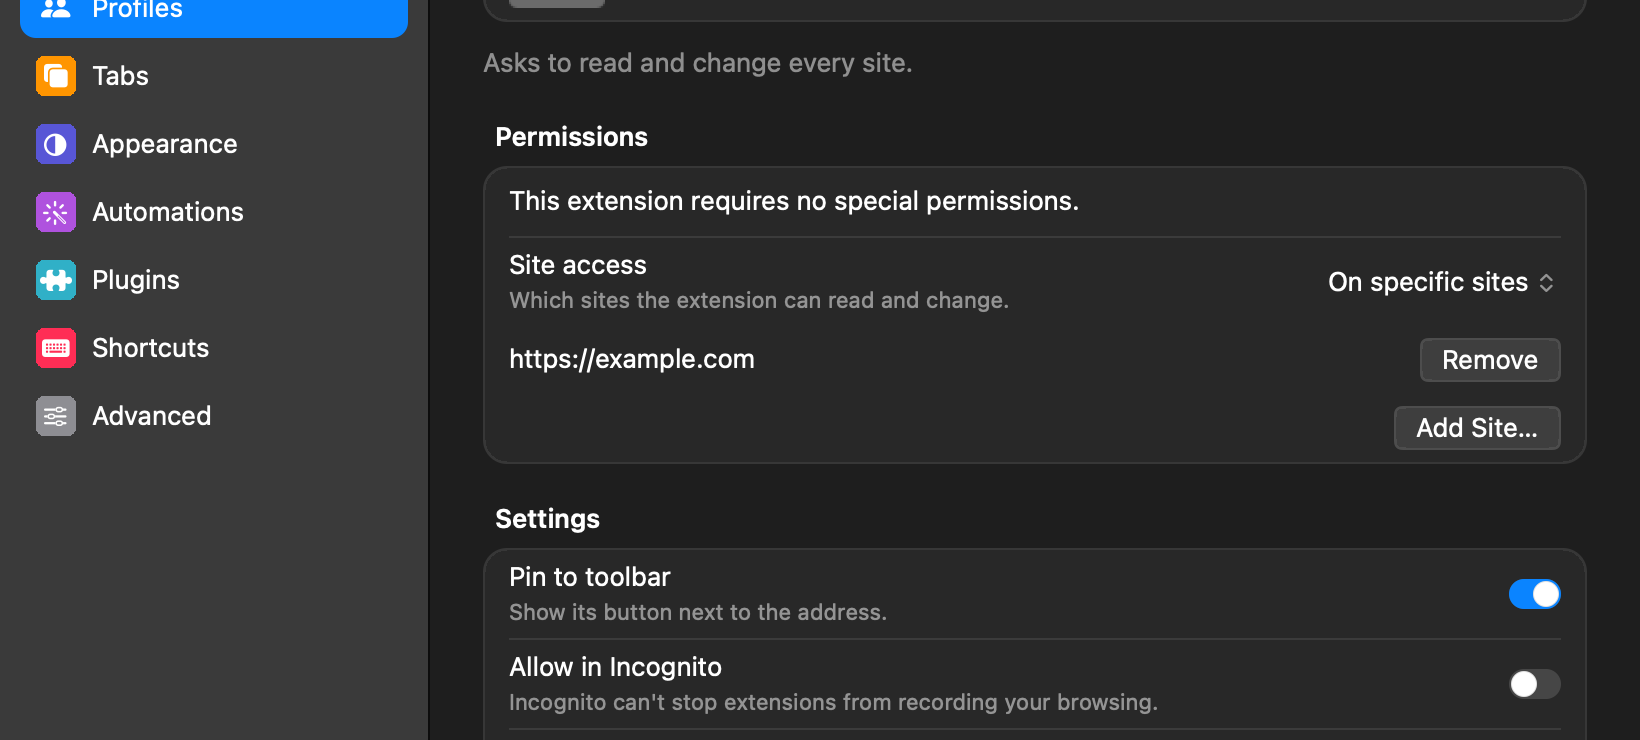 Profiles
Tabs
Appearance
Automations
Plugins
Shortcuts
Advanced
Asks to read and change every site.
Permissions
This extension requires no special permissions.
Site access
Which sites the extension can read and change.
On specific sites
https://example.com
Remove
Add Site...
Settings
Pin to toolbar
Show its button next to the address.
Allow in Incognito
Incognito can't stop extensions from recording your browsing.